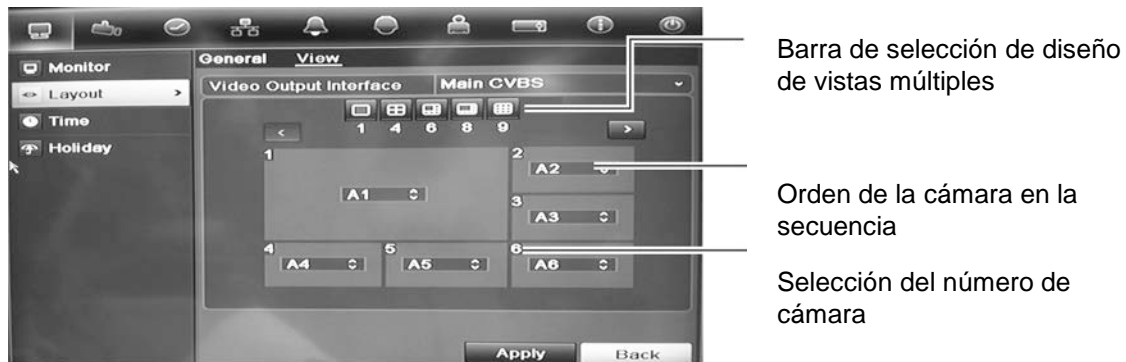 Monitor
Layout >
Time
Holiday
General View
Video Output Interface Main CVBS
1 4 6 8 9
< >
1
A1
2
A2
3
A3
4
A4
5
A5
6
A6
Apply Back
Barra de selección de diseño
de vistas múltiples
Orden de la cámara en la
secuencia
Selección del número de
cámara